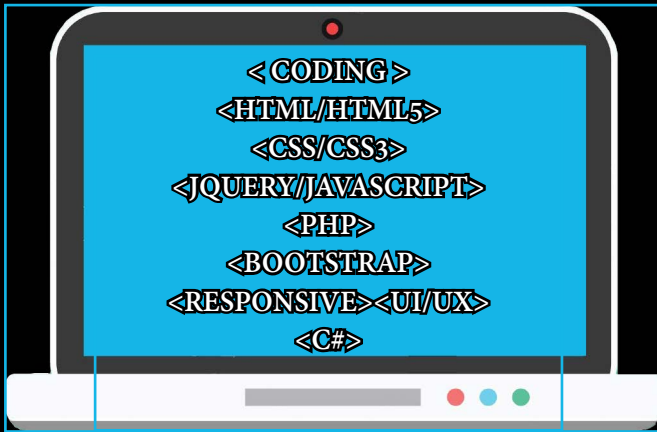 < CODING >
<HTML/HTML5>
<CSS/CSS3>
<JQUERY/JAVASCRIPT>
<PHP>
<BOOTSTRAP>
<RESPONSIVE><UI/UX>
<C#>